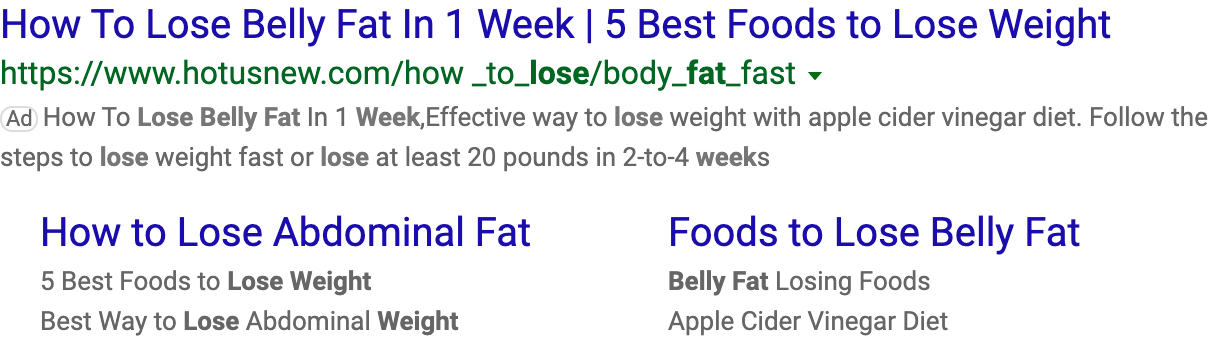 How To Lose Belly Fat In 1 Week | 5 Best Foods to Lose Weight
https://www.hotusnew.com/how _to_lose/body_fat_fast
Ad How To Lose Belly Fat In 1 Week,Effective way to lose weight with apple cider vinegar diet. Follow the
steps to lose weight fast or lose at least 20 pounds in 2-to-4 weeks
How to Lose Abdominal Fat
5 Best Foods to Lose Weight
Best Way to Lose Abdominal Weight
Foods to Lose Belly Fat
Belly Fat Losing Foods
Apple Cider Vinegar Diet